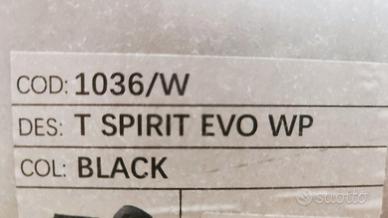 COD: 1036/W
DES: T SPIRIT EVO WP
COL: BLACK
subito